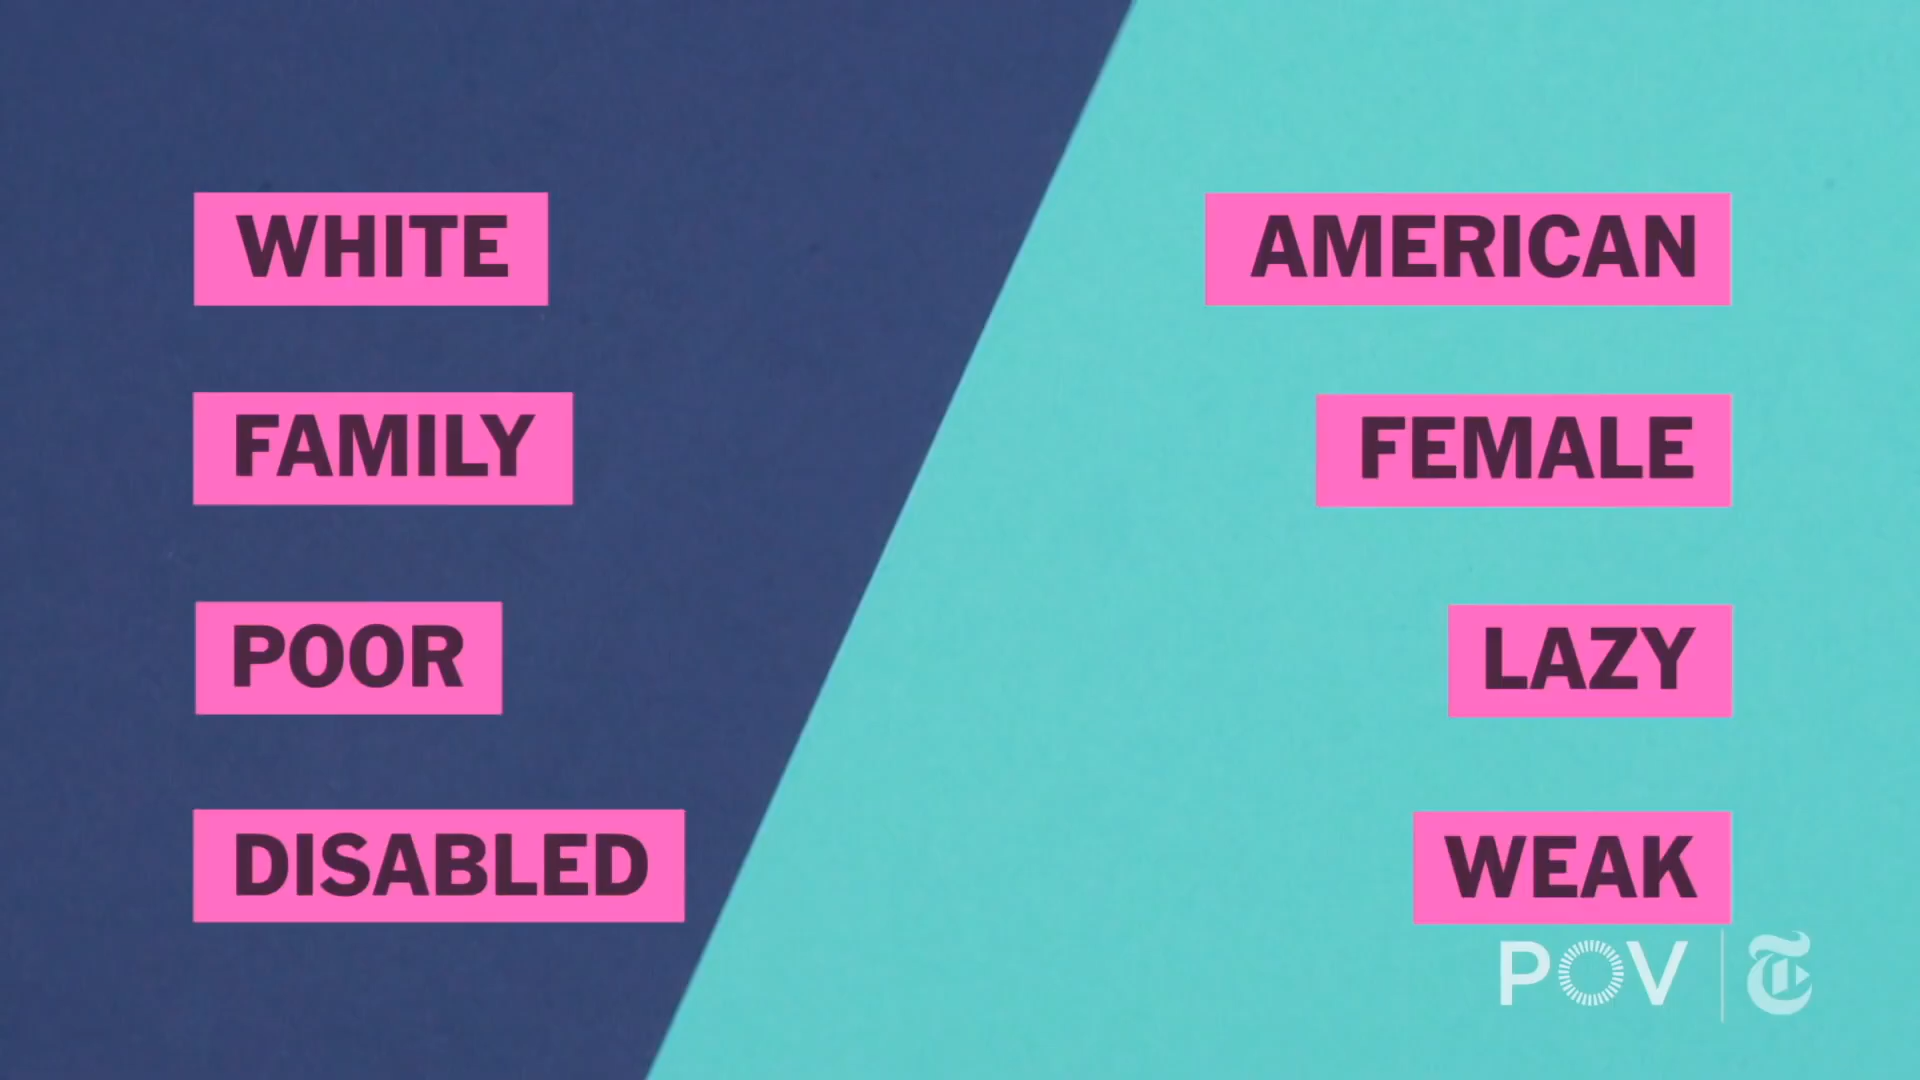 WHITE AMERICAN
FAMILY FEMALE
POOR LAZY
DISABLED WEAK
POV T